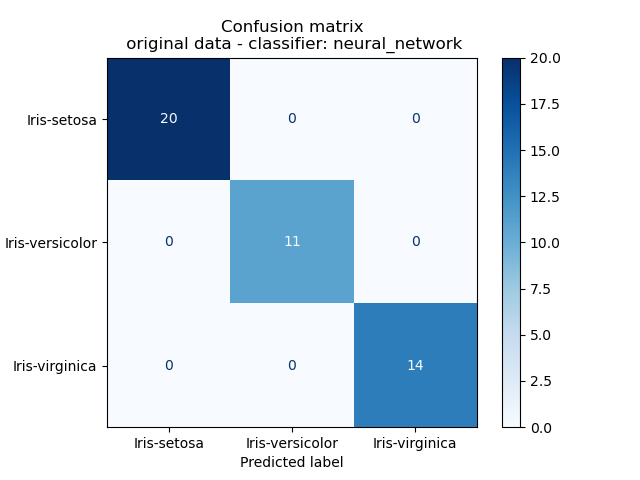 Confusion matrix
original data - classifier: neural_network
Iris-setosa
20 0 0
Iris-versicolor
0 11 0
Iris-virginica
0 0 14
Iris-setosa Iris-versicolor Iris-virginica
Predicted label
20.0
17.5
15.0
12.5
10.0
7.5
5.0
2.5
0.0